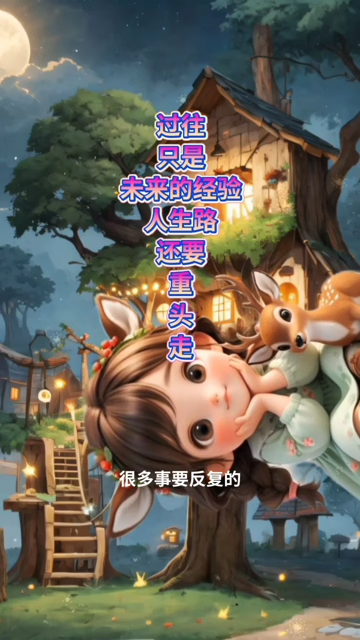 过往
只是
未来的经验
人生路
还要
重
头
走
很多事要反复的